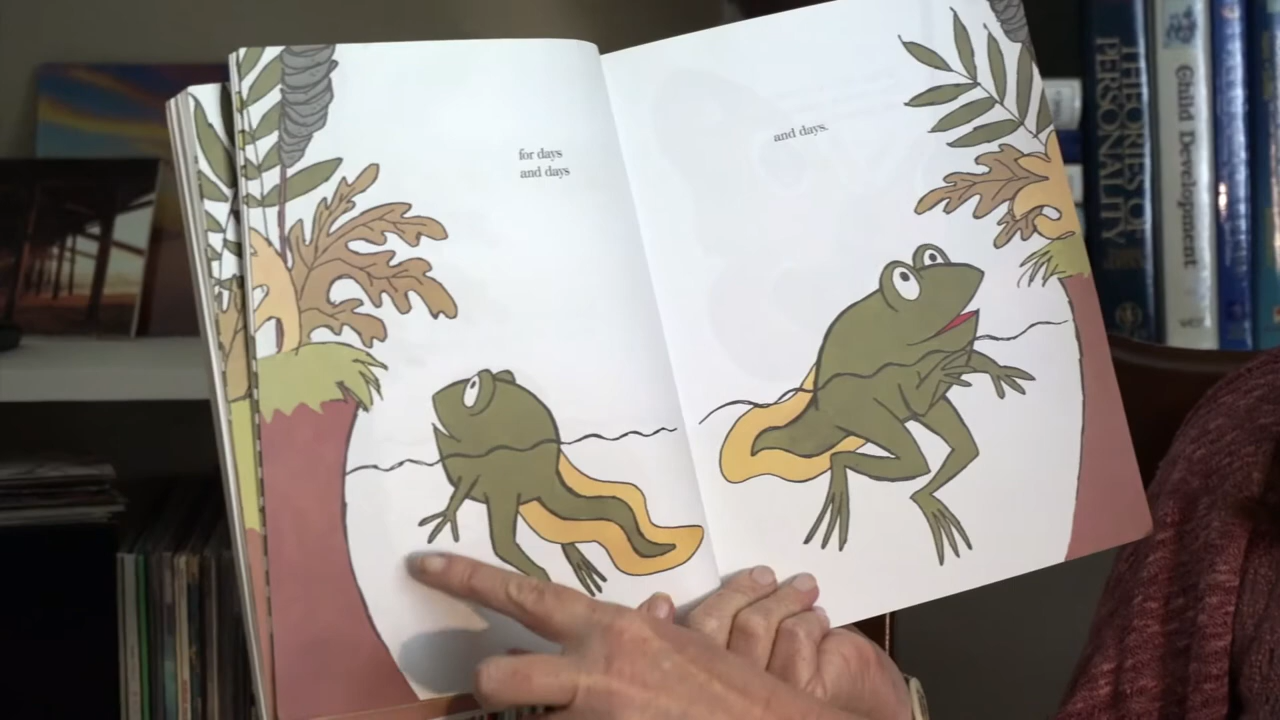 for days
and days
and days.
THEORIES OF
PERSONALITY
Child Development